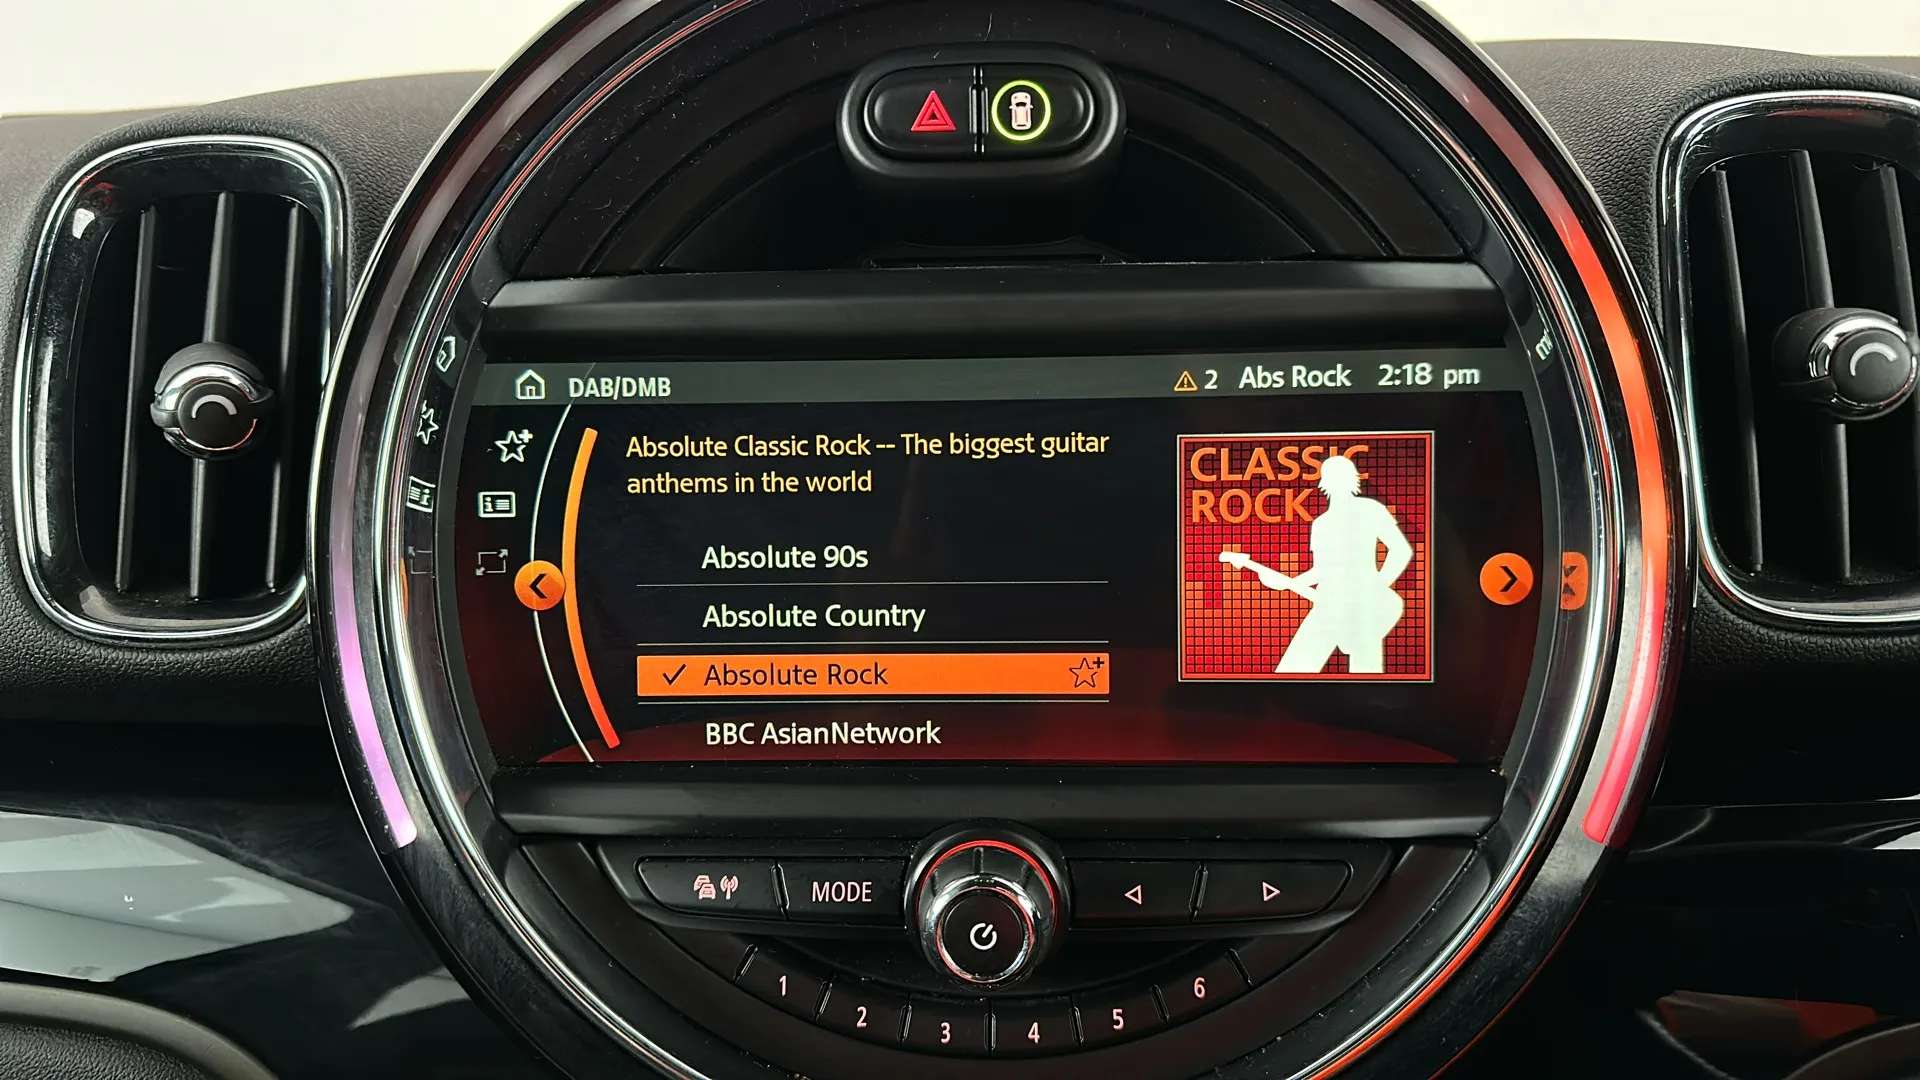 DAB/DMB
2 Abs Rock 2:18 pm
Absolute Classic Rock -- The biggest guitar
anthems in the world
CLASSIC
ROCK
Absolute 90s
Absolute Country
Absolute Rock
BBC AsianNetwork
MODE
1 2 3 4 5 6